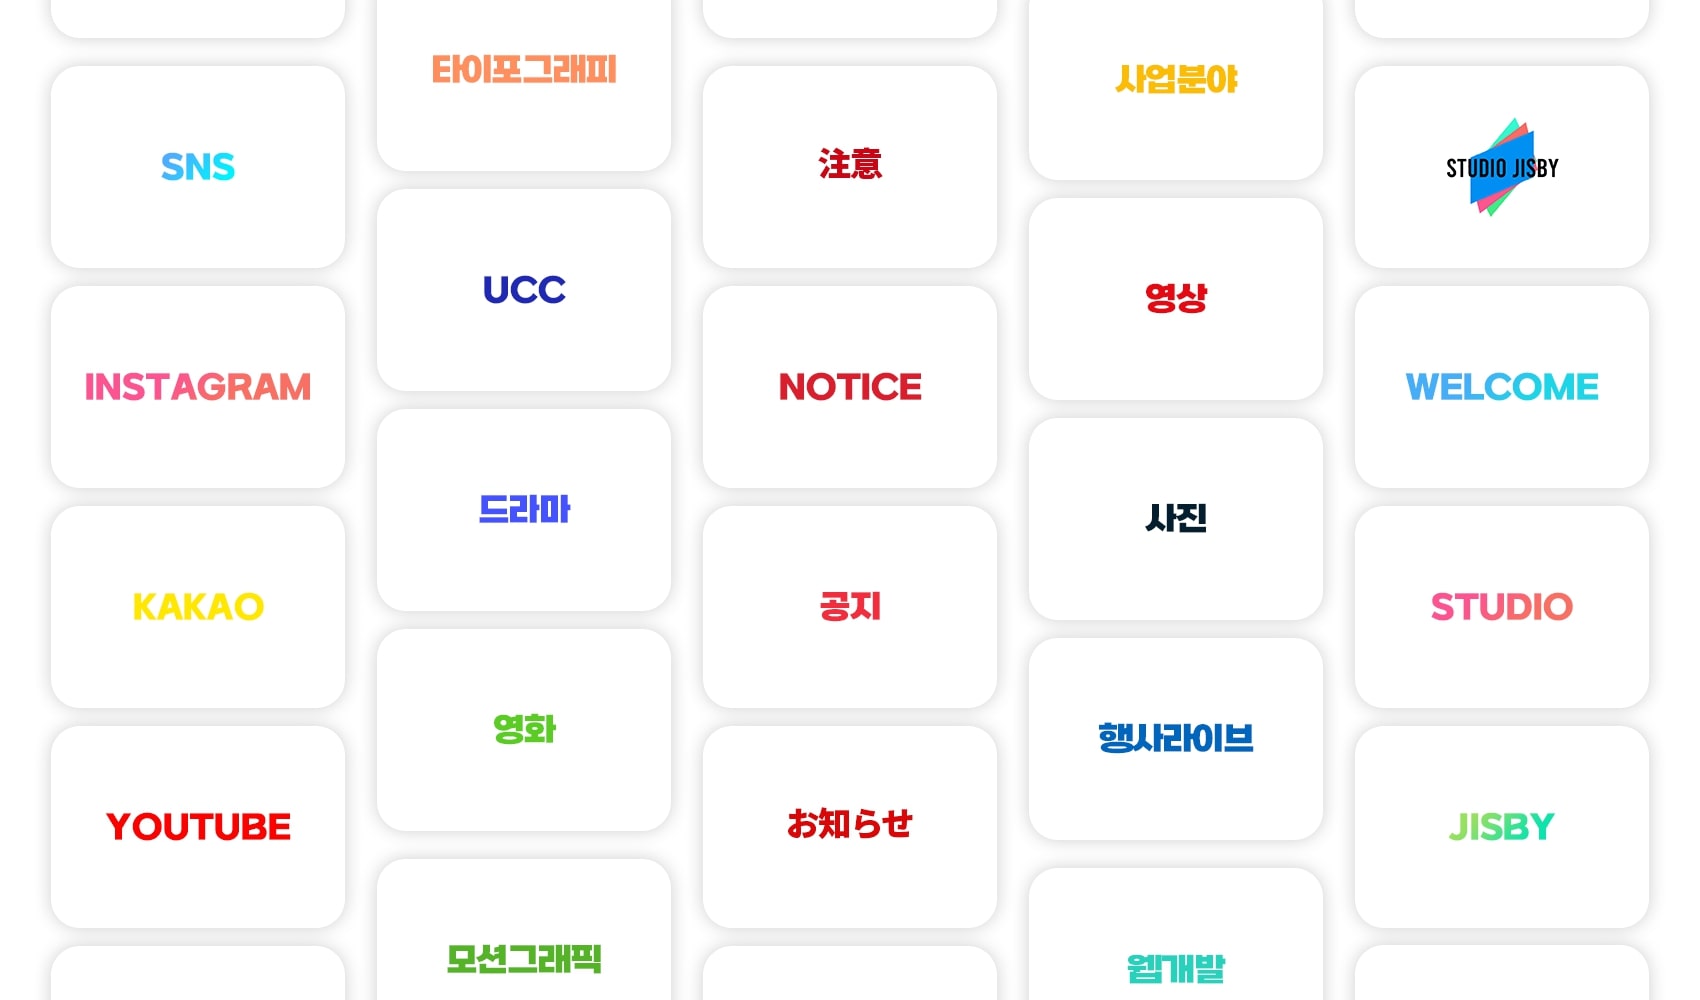 SNS
INSTAGRAM
KAKAO
YOUTUBE
타이포그래피
UCC
드라마
영화
모션그래픽
注意
NOTICE
공지
お知らせ
사업분야
영상
사진
행사라이브
웹개발
STUDIO JISBY
WELCOME
STUDIO
JISBY